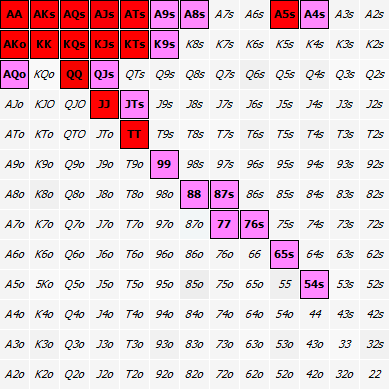 AA AKs AQs AJs ATs A9s A8s A7s A6s A5s A4s A3s A2s
AKo KK KQs KJs KTs K9s K8s K7s K6s K5s K4s K3s K2s
AQo KQo QQ QJs QTs Q9s Q8s Q7s Q6s Q5s Q4s Q3s Q2s
AJo KJO QJO JJ JTs J9s J8s J7s J6s J5s J4s J3s J2s
ATo KTo QTO JTo TT T9s T8s T7s T6s T5s T4s T3s T2s
A9o K9o Q9o J9o T9o 99 98s 97s 96s 95s 94s 93s 92s
A8o K8o Q8o J8o T8o 98o 88 87s 86s 85s 84s 83s 82s
A7o K7o Q7o J7o T7o 97o 87o 77 76s 75s 74s 73s 72s
A6o K6o Q6o J6o T6o 96o 86o 76o 66 65s 64s 63s 62s
A5o 5Ko Q5o J5o T5o 95o 85o 75o 65o 55 54s 53s 52s
A4o K4o Q4o J4o T4o 94o 84o 74o 64o 54o 44 43s 42s
A3o K3o Q3o J3o T3o 93o 83o 73o 63o 53o 43o 33 32s
A2o K2o Q2o J2o T2o 92o 82o 72o 62o 52o 42o 32o 22